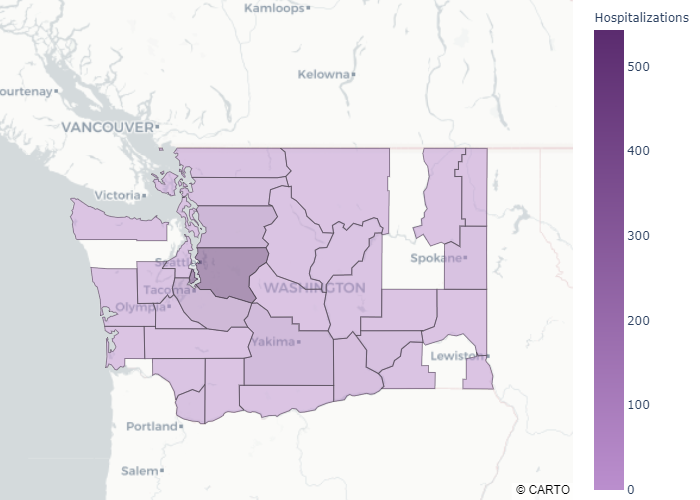 Hospitalizations
Kamloops
500
Kelowna
ourtenay
VANCOUVER
400
Victoria
300
Spokane
Seattl
WASHINGTON
Tacoma
Olympia
200
Yakima
Lewiston
100
Portland
Salem
0
© CARTO